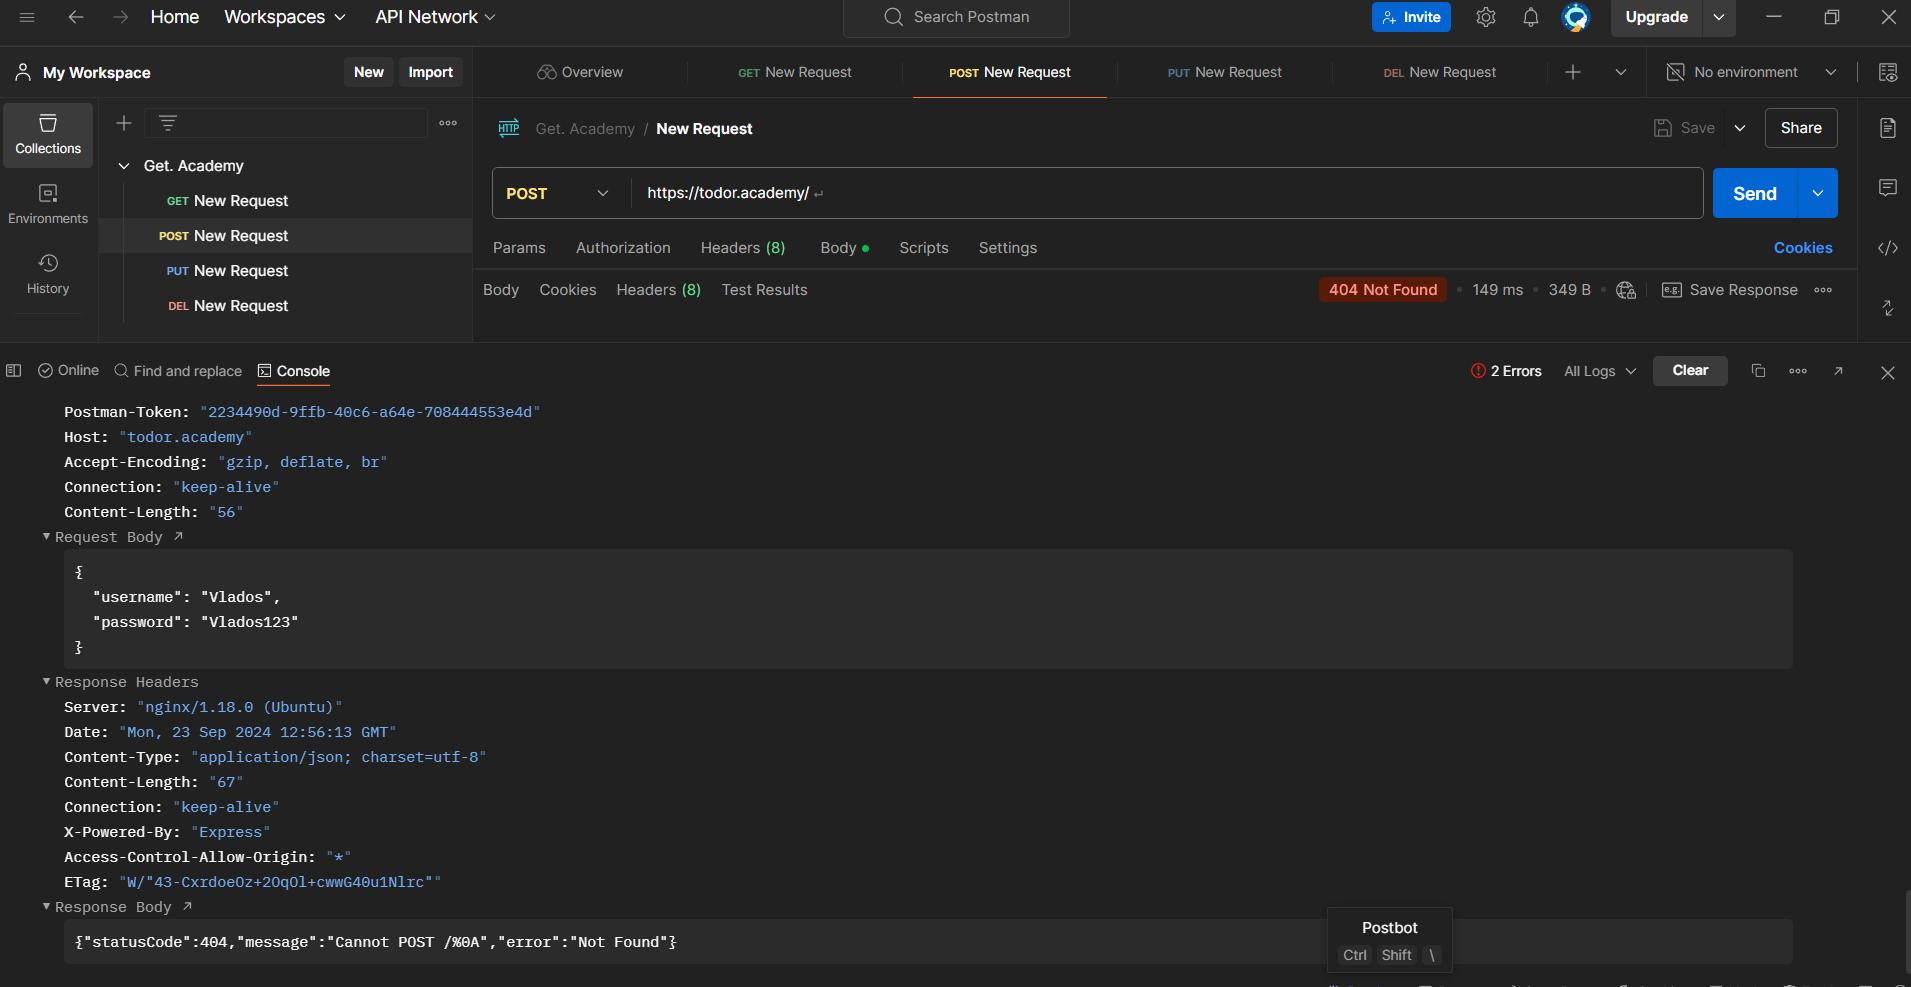 Home Workspaces API Network Search Postman Invite Upgrade
My Workspace New Import Overview GET New Request POST New Request PUT New Request DEL New Request No environment
Collections
Environments
History
Get. Academy
GET New Request
POST New Request
PUT New Request
DEL New Request
HTTP Get. Academy / New Request Save Share
POST https://todor.academy/ ↵ Send
Params Authorization Headers (8) Body Scripts Settings Cookies
Body Cookies Headers (8) Test Results 404 Not Found 149 ms 349 B e.g. Save Response
Online Find and replace Console 2 Errors All Logs Clear
Postman-Token: "2234490d-9ffb-40c6-a64e-708444553e4d"
Host: "todor.academy"
Accept-Encoding: "gzip, deflate, br"
Connection: "keep-alive"
Content-Length: "56"
Request Body ↗
{
"username": "Vlados",
"password": "Vlados123"
}
Response Headers
Server: "nginx/1.18.0 (Ubuntu)"
Date: "Mon, 23 Sep 2024 12:56:13 GMT"
Content-Type: "application/json; charset=utf-8"
Content-Length: "67"
Connection: "keep-alive"
X-Powered-By: "Express"
Access-Control-Allow-Origin: "*"
ETag: "W/"43-CxrdoeOz+2OqOl+cwwG40u1Nlrc""
Response Body ↗
{"statusCode":404,"message":"Cannot POST /%0A","error":"Not Found"}
Postbot
Ctrl Shift \